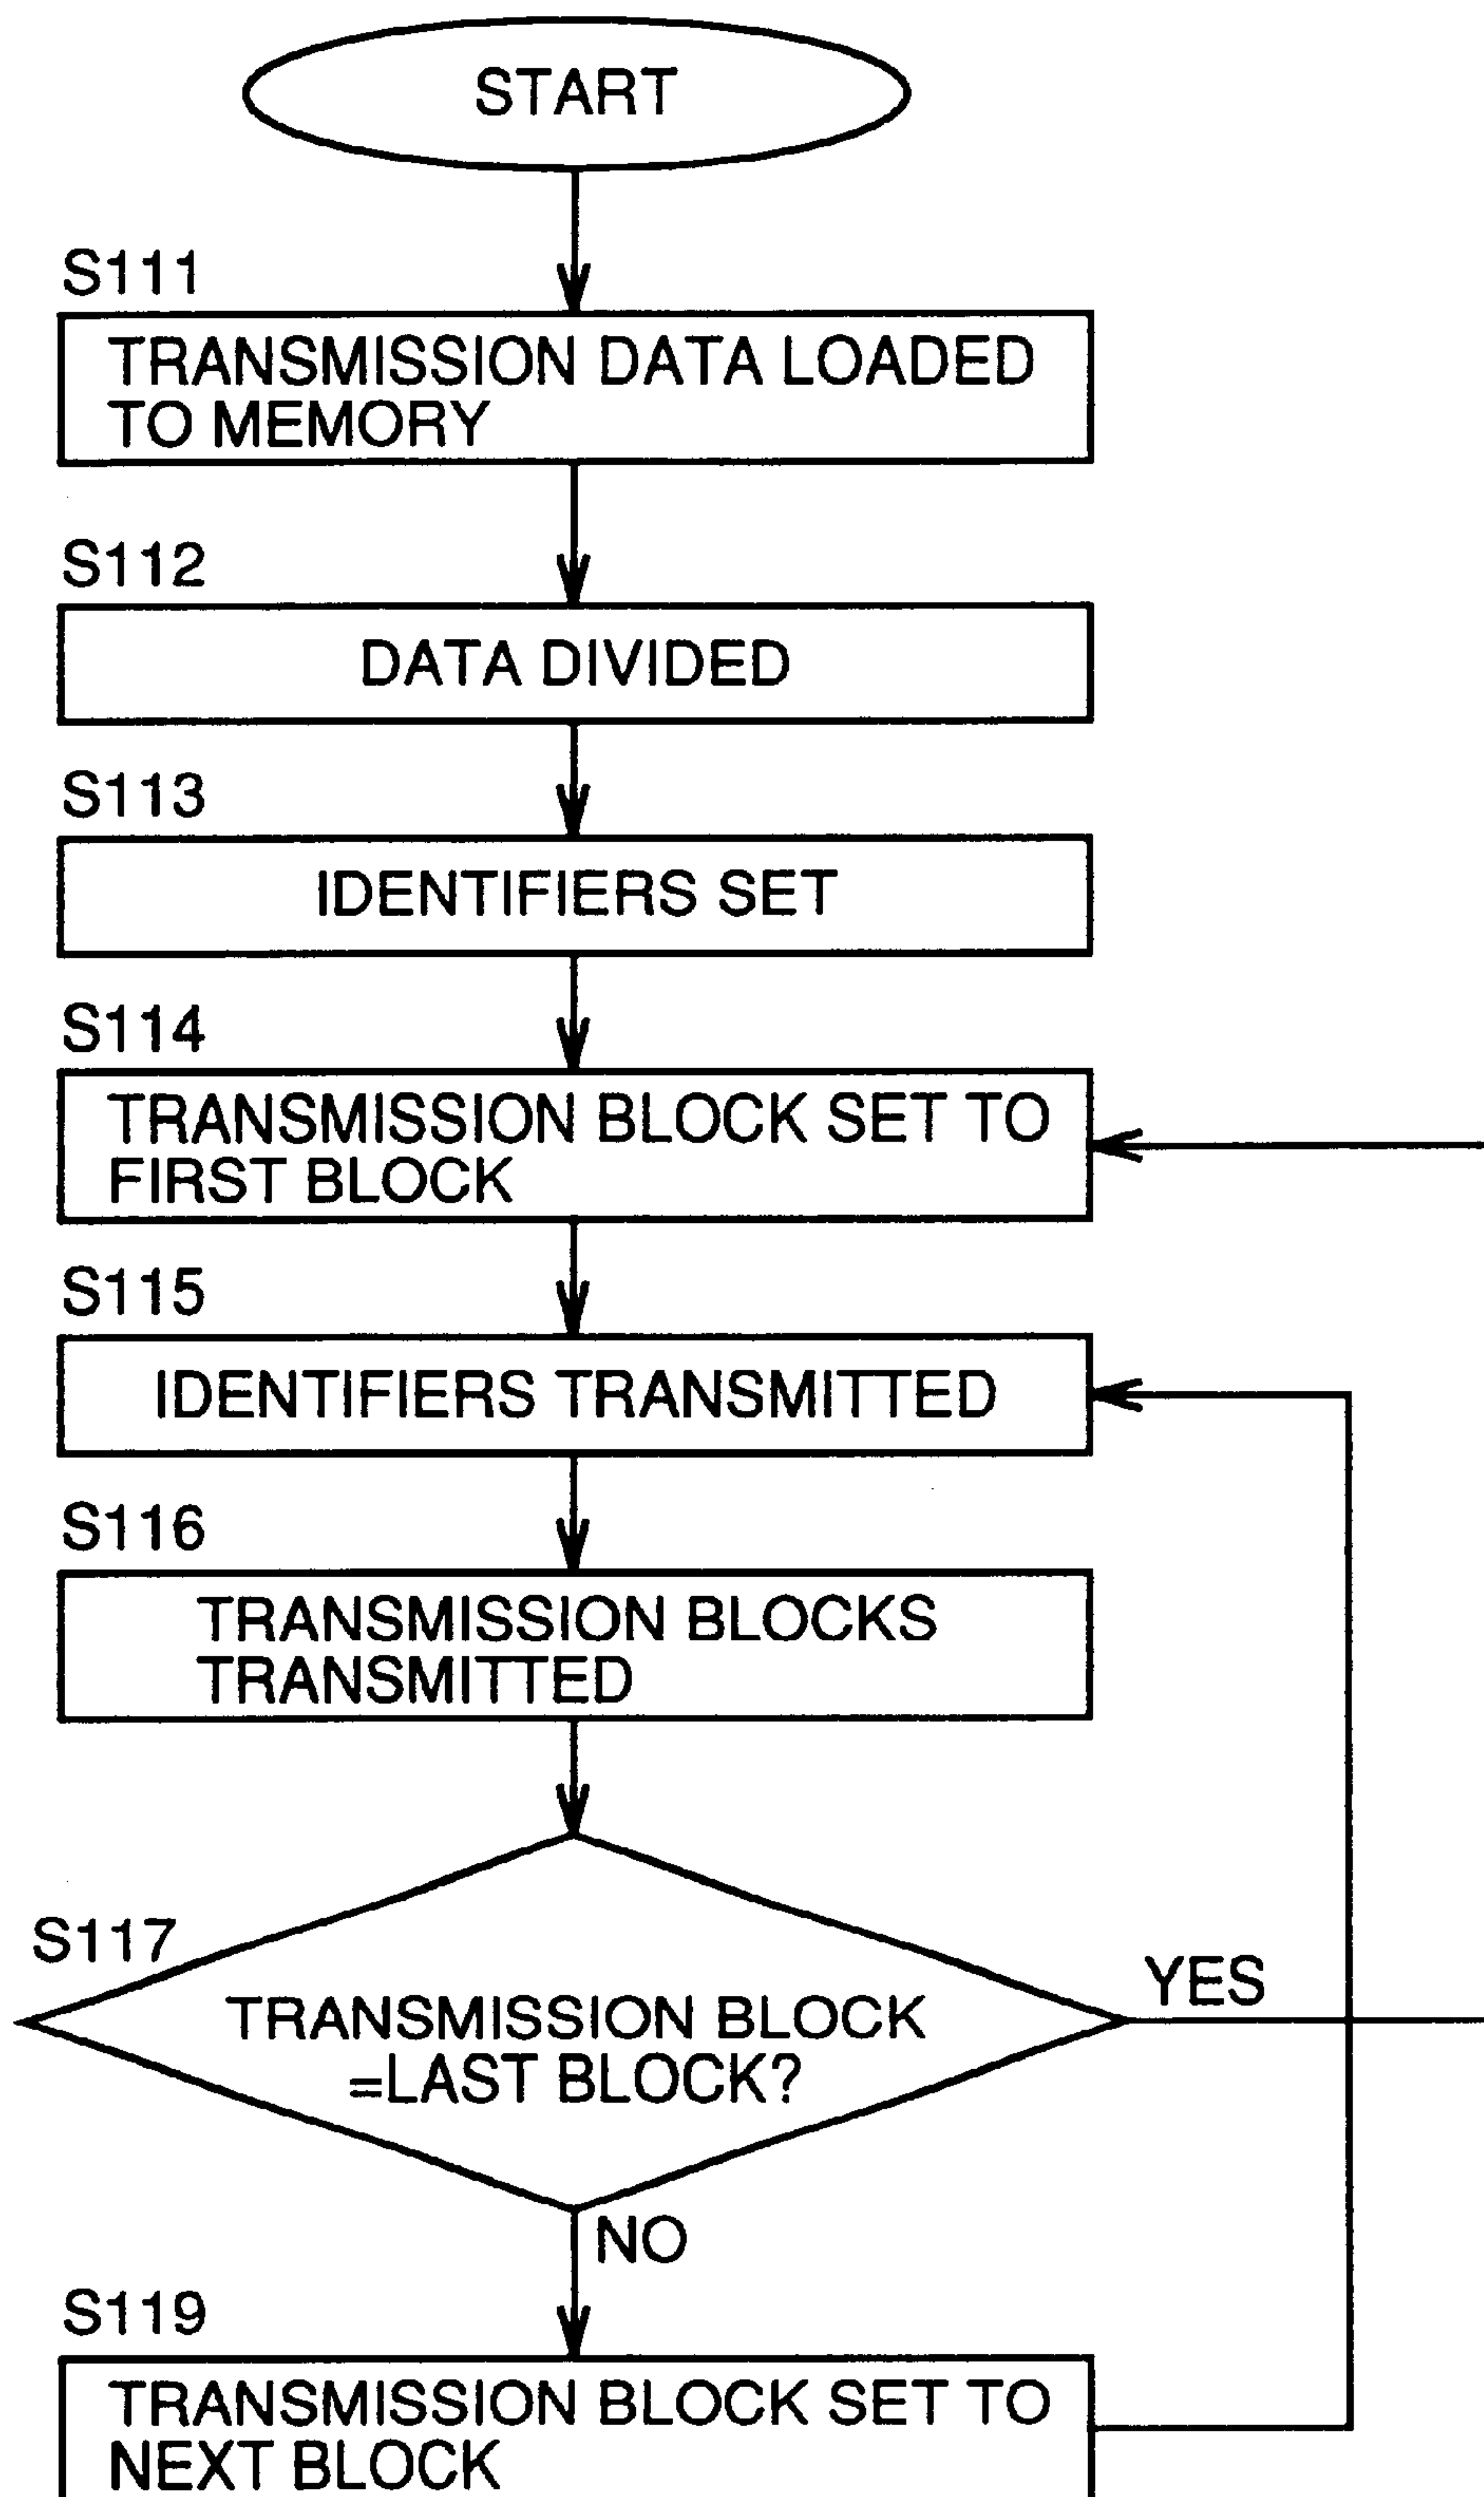 START
S111
TRANSMISSION DATA LOADED
TO MEMORY
S112
DATA DIVIDED
S113
IDENTIFIERS SET
S114
TRANSMISSION BLOCK SET TO
FIRST BLOCK
S115
IDENTIFIERS TRANSMITTED
S116
TRANSMISSION BLOCKS
TRANSMITTED
S117
YES
TRANSMISSION BLOCK
=LAST BLOCK?
NO
S119
TRANSMISSION BLOCK SET TO
NEXT BLOCK